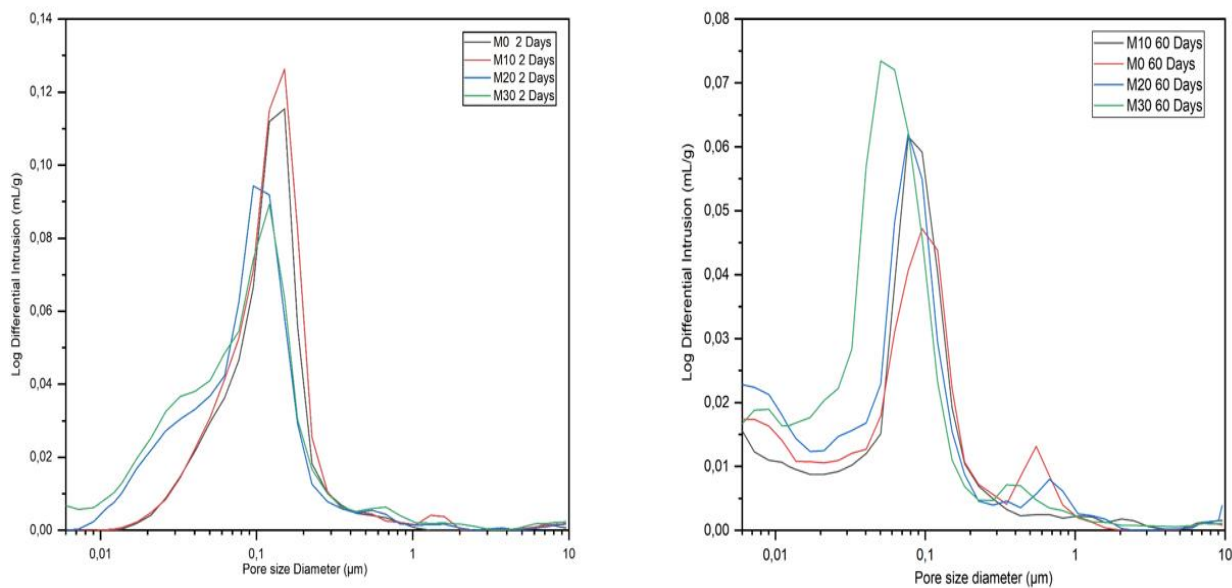 0,14
0,12
0,10
0,08
0,06
0,04
0,02
0,00
Log Differential Intrusion (mL/g)
M0 2 Days
M10 2 Days
M20 2 Days
M30 2 Days
0,01
0,1
1
10
Pore size Diameter (µm)
0,08
0,07
0,06
0,05
0,04
0,03
0,02
0,01
0,00
Log Differential Intrusion (mL/g)
M10 60 Days
M0 60 Days
M20 60 Days
M30 60 Days
0,01
0,1
1
10
Pore size diameter (µm)